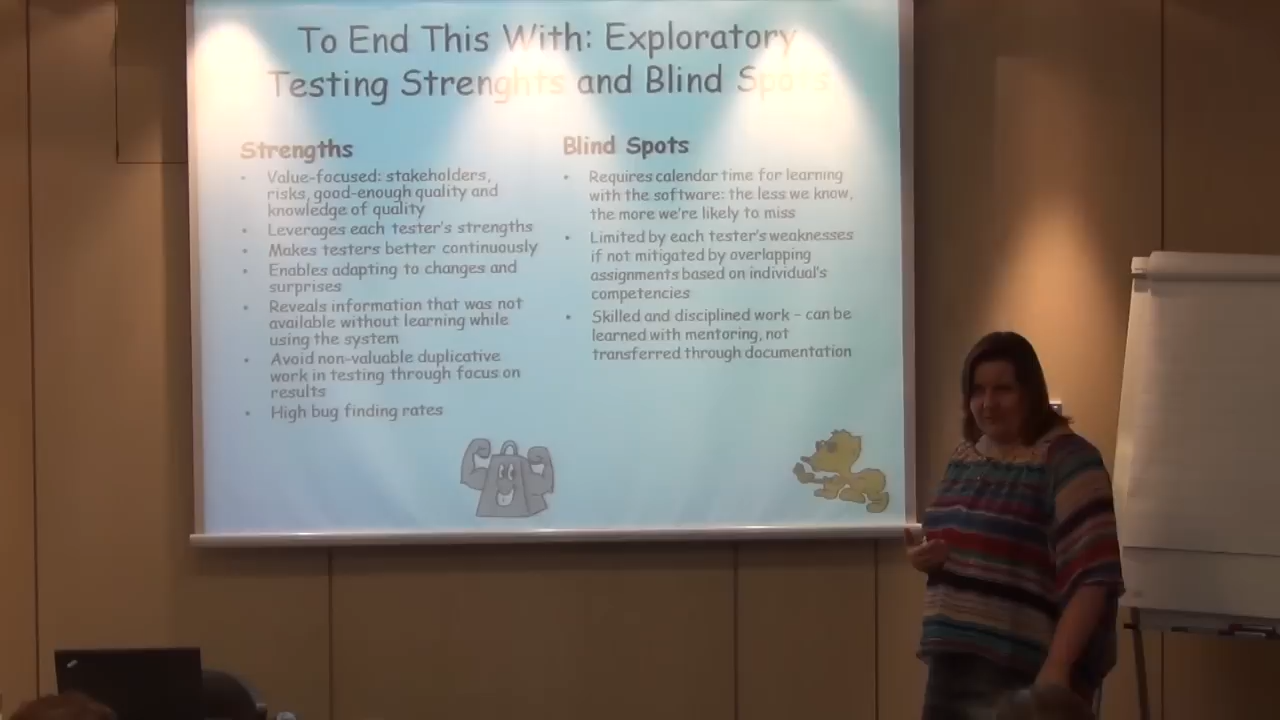 To End This With: Exploratory
Testing Strenghts and Blind Spots
Strengths
• Value-focused: stakeholders,
risks, good-enough quality and
knowledge of quality
• Leverages each tester's strengths
• Makes testers better continuously
• Enables adapting to changes and
surprises
• Reveals information that was not
available without learning while
using the system
• Avoid non-valuable duplicative
work in testing through focus on
results
• High bug finding rates
Blind Spots
• Requires calendar time for learning
with the software: the less we know,
the more we're likely to miss
• Limited by each tester's weaknesses
if not mitigated by overlapping
assignments based on individual's
competencies
• Skilled and disciplined work – can be
learned with mentoring, not
transferred through documentation